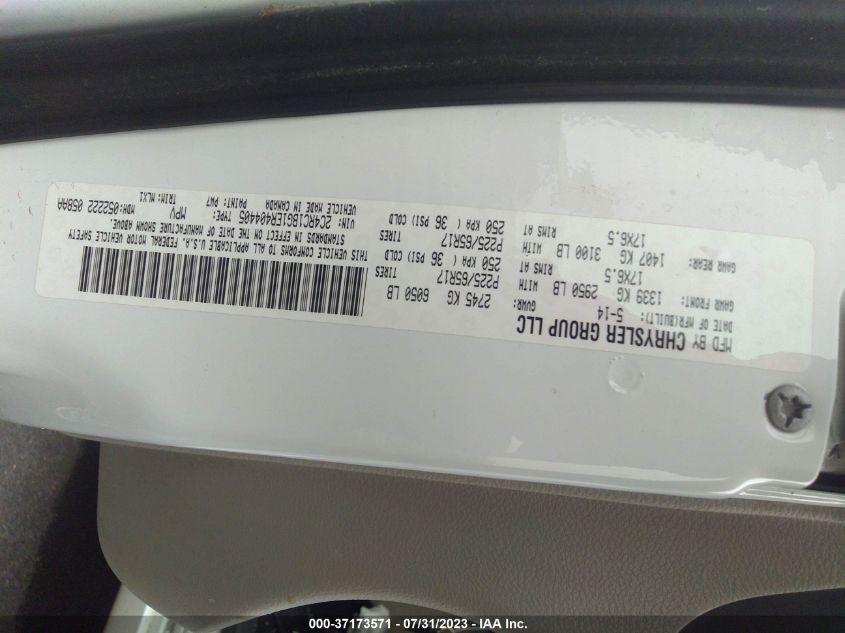 MFD BY CHRYSLER GROUP LLC
DATE OF MFR(BUILT): 5-14
GVWR: 2745 KG 6050 LB
GAWR FRONT: 1339 KG 2950 LB WITH P225/65R17 TIRES
17X6.5 RIMS AT 250 KPA ( 36 PSI) COLD
GAWR REAR: 1407 KG 3100 LB WITH P225/65R17 TIRES
17X6.5 RIMS AT 250 KPA ( 36 PSI) COLD
THIS VEHICLE CONFORMS TO ALL APPLICABLE U.S.A. FEDERAL MOTOR VEHICLE SAFETY
STANDARDS IN EFFECT ON THE DATE OF MANUFACTURE SHOWN ABOVE.
VIN: 2C4RC1BG1ER404405 TYPE: MPV MDH:052222 058AA
VEHICLE MADE IN CANADA PAINT: PW7 TRIM:HLX1
000-37173571 / 07/31/2023 - © IAA Inc.